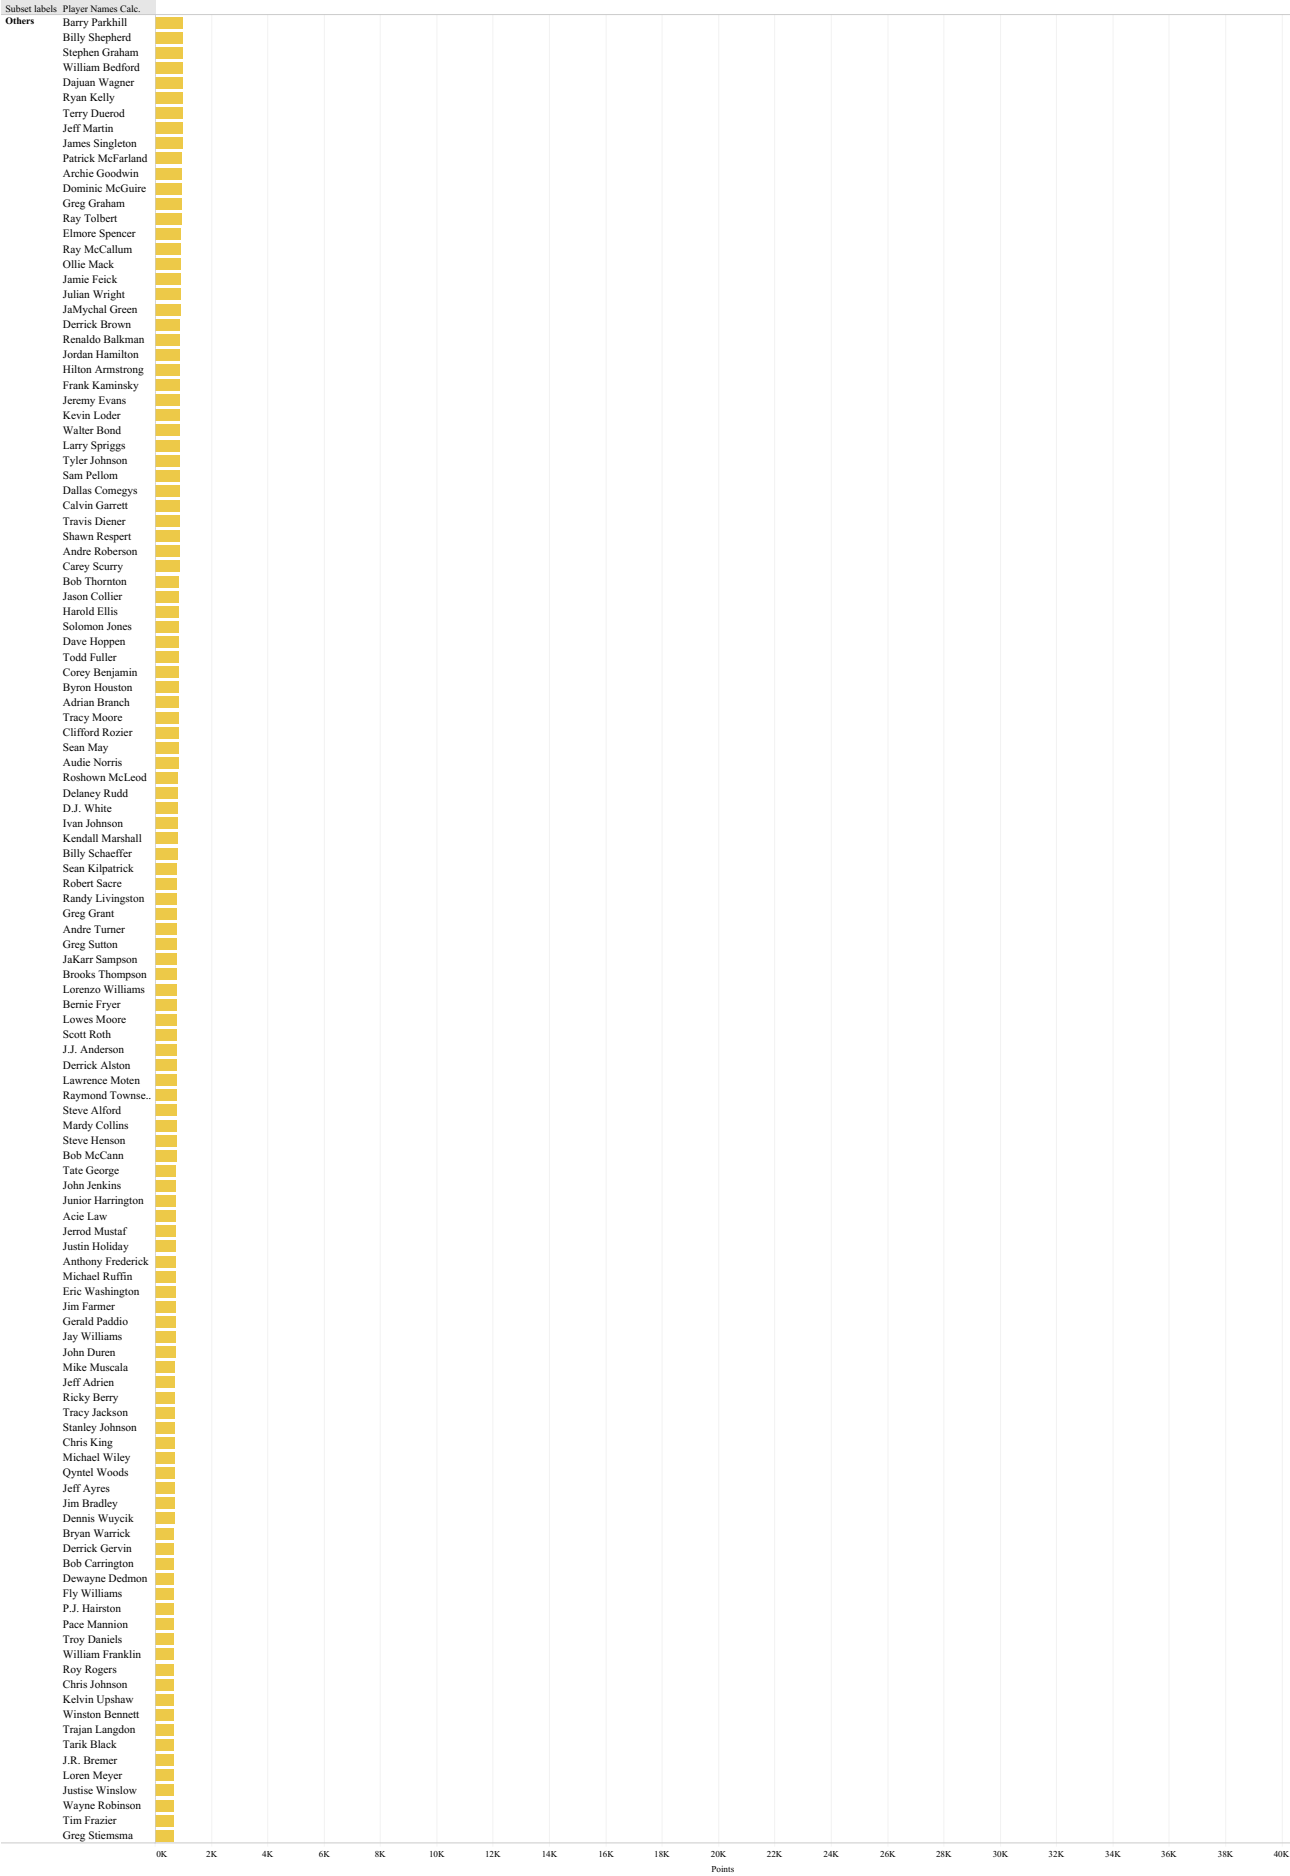 Subset labels Player Names Calc.
Others Barry Parkhill
Billy Shepherd
Stephen Graham
William Bedford
Dajuan Wagner
Ryan Kelly
Terry Duerod
Jeff Martin
James Singleton
Patrick McFarland
Archie Goodwin
Dominic McGuire
Greg Graham
Ray Tolbert
Elmore Spencer
Ray McCallum
Ollie Mack
Jamie Feick
Julian Wright
JaMychal Green
Derrick Brown
Renaldo Balkman
Jordan Hamilton
Hilton Armstrong
Frank Kaminsky
Jeremy Evans
Kevin Loder
Walter Bond
Larry Spriggs
Tyler Johnson
Sam Pellom
Dallas Comegys
Calvin Garrett
Travis Diener
Shawn Respert
Andre Roberson
Carey Scurry
Bob Thornton
Jason Collier
Harold Ellis
Solomon Jones
Dave Hoppen
Todd Fuller
Corey Benjamin
Byron Houston
Adrian Branch
Tracy Moore
Clifford Rozier
Sean May
Audie Norris
Roshown McLeod
Delaney Rudd
D.J. White
Ivan Johnson
Kendall Marshall
Billy Schaeffer
Sean Kilpatrick
Robert Sacre
Randy Livingston
Greg Grant
Andre Turner
Greg Sutton
JaKarr Sampson
Brooks Thompson
Lorenzo Williams
Bernie Fryer
Lowes Moore
Scott Roth
J.J. Anderson
Derrick Alston
Lawrence Moten
Raymond Townse..
Steve Alford
Mardy Collins
Steve Henson
Bob McCann
Tate George
John Jenkins
Junior Harrington
Acie Law
Jerrod Mustaf
Justin Holiday
Anthony Frederick
Michael Ruffin
Eric Washington
Jim Farmer
Gerald Paddio
Jay Williams
John Duren
Mike Muscala
Jeff Adrien
Ricky Berry
Tracy Jackson
Stanley Johnson
Chris King
Michael Wiley
Qyntel Woods
Jeff Ayres
Jim Bradley
Dennis Wuycik
Bryan Warrick
Derrick Gervin
Bob Carrington
Dewayne Dedmon
Fly Williams
P.J. Hairston
Pace Mannion
Troy Daniels
William Franklin
Roy Rogers
Chris Johnson
Kelvin Upshaw
Winston Bennett
Trajan Langdon
Tarik Black
J.R. Bremer
Loren Meyer
Justise Winslow
Wayne Robinson
Tim Frazier
Greg Stiemsma
0K 2K 4K 6K 8K 10K 12K 14K 16K 18K 20K 22K 24K 26K 28K 30K 32K 34K 36K 38K 40K
Points